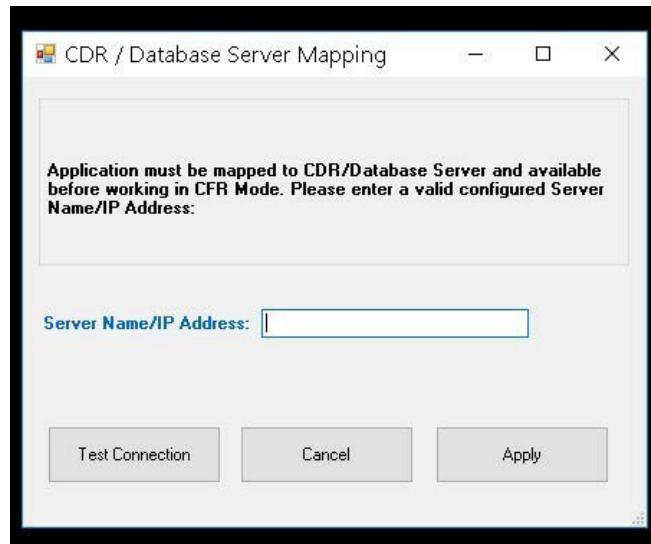 CDR / Database Server Mapping
Application must be mapped to CDR/Database Server and available
before working in CFR Mode. Please enter a valid configured Server
Name/IP Address:
Server Name/IP Address:
Test Connection
Cancel
Apply